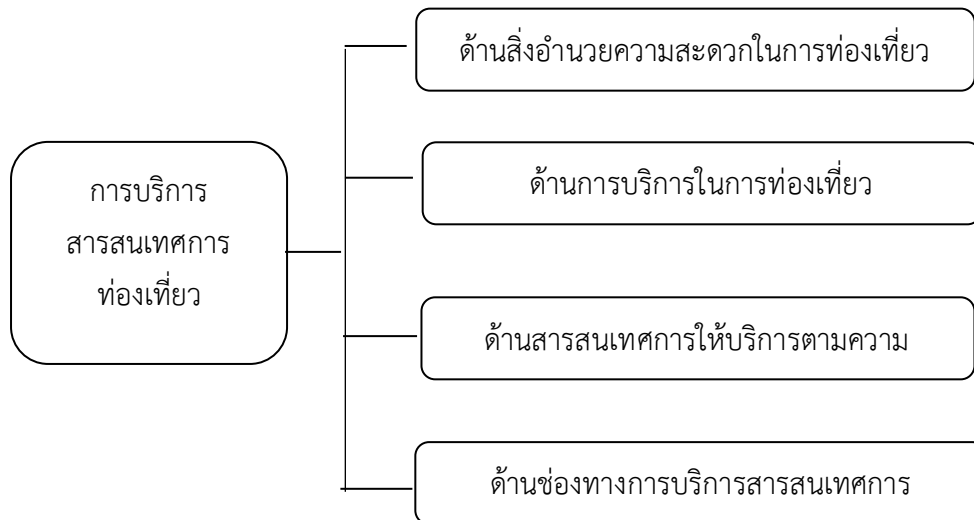 ด้านสิ่งอำนวยความสะดวกในการท่องเที่ยว
ด้านการบริการในการท่องเที่ยว
การบริการ
สารสนเทศการ
ท่องเที่ยว
ด้านสารสนเทศการให้บริการตามความ
ด้านช่องทางการบริการสารสนเทศการ